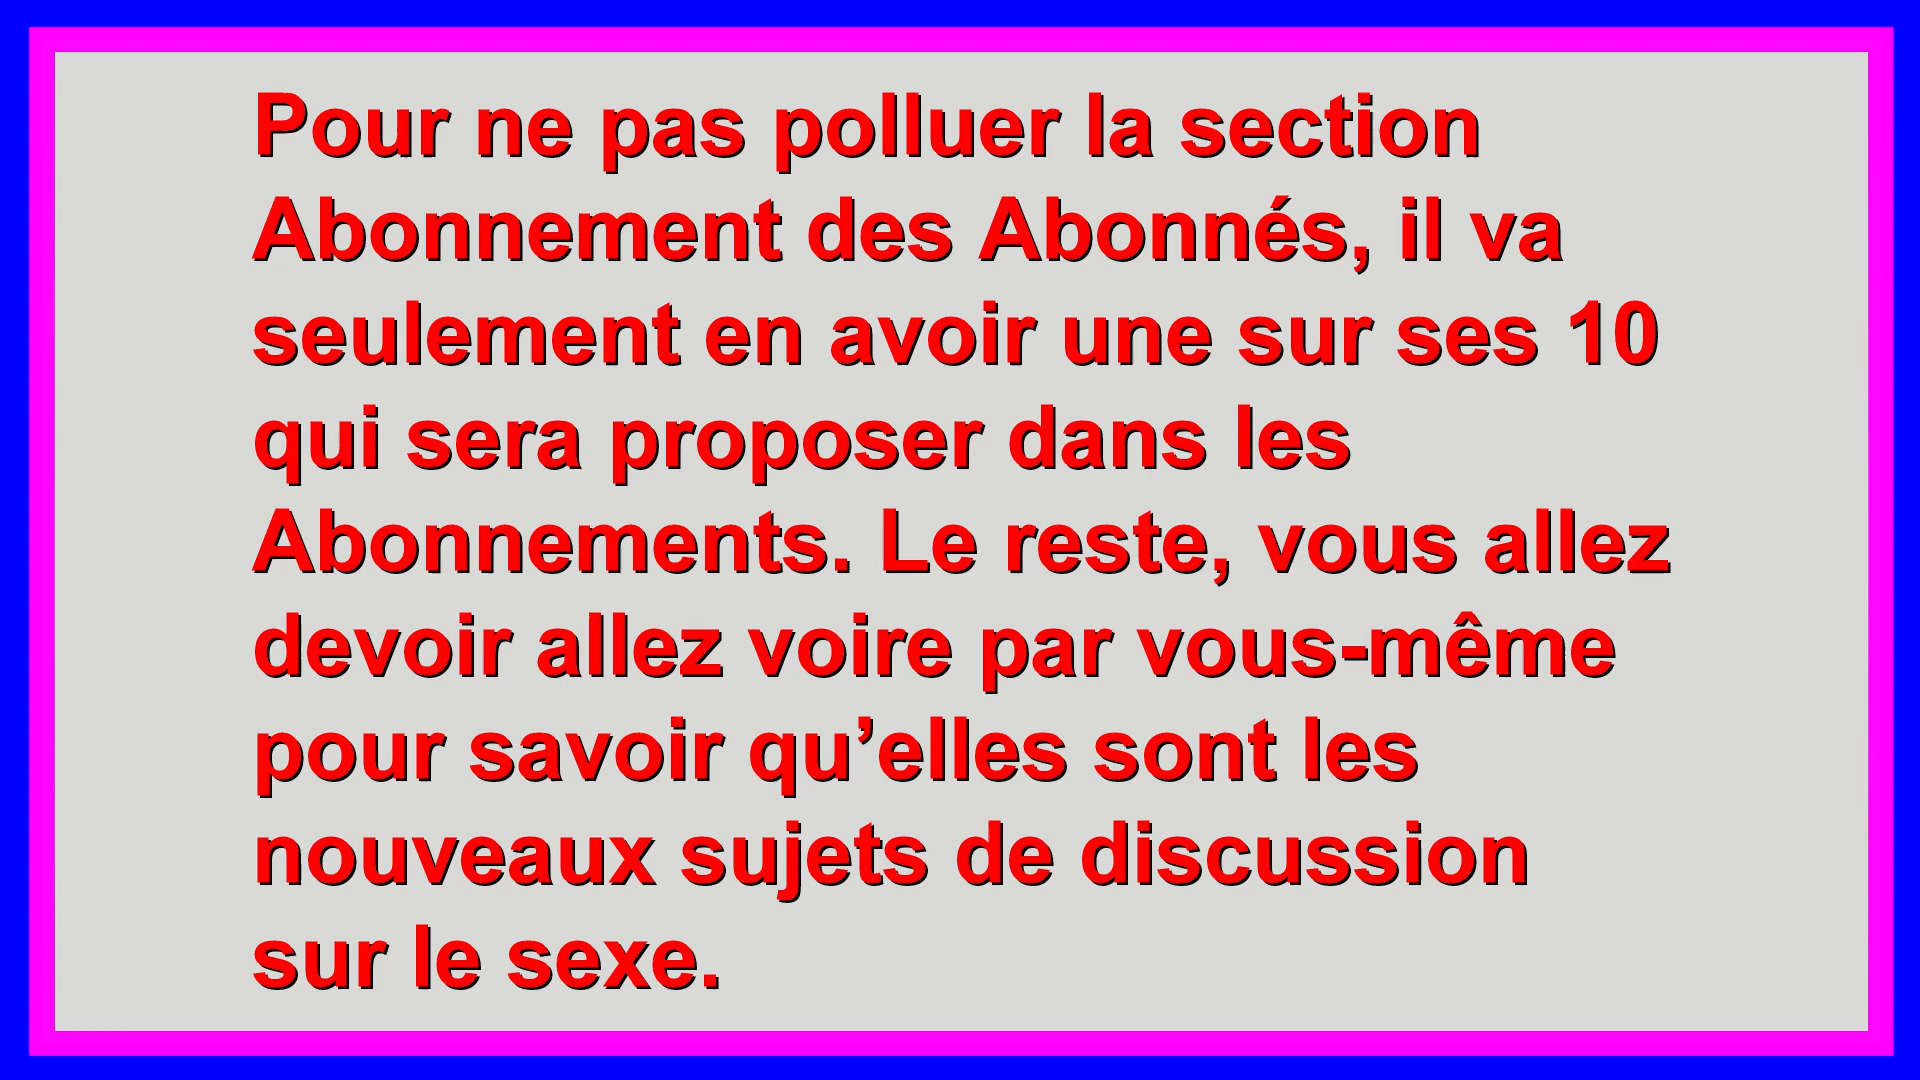 Pour ne pas polluer la section
Abonnement des Abonnés, il va
seulement en avoir une sur ses 10
qui sera proposer dans les
Abonnements. Le reste, vous allez
devoir allez voire par vous-même
pour savoir qu’elles sont les
nouveaux sujets de discussion
sur le sexe.